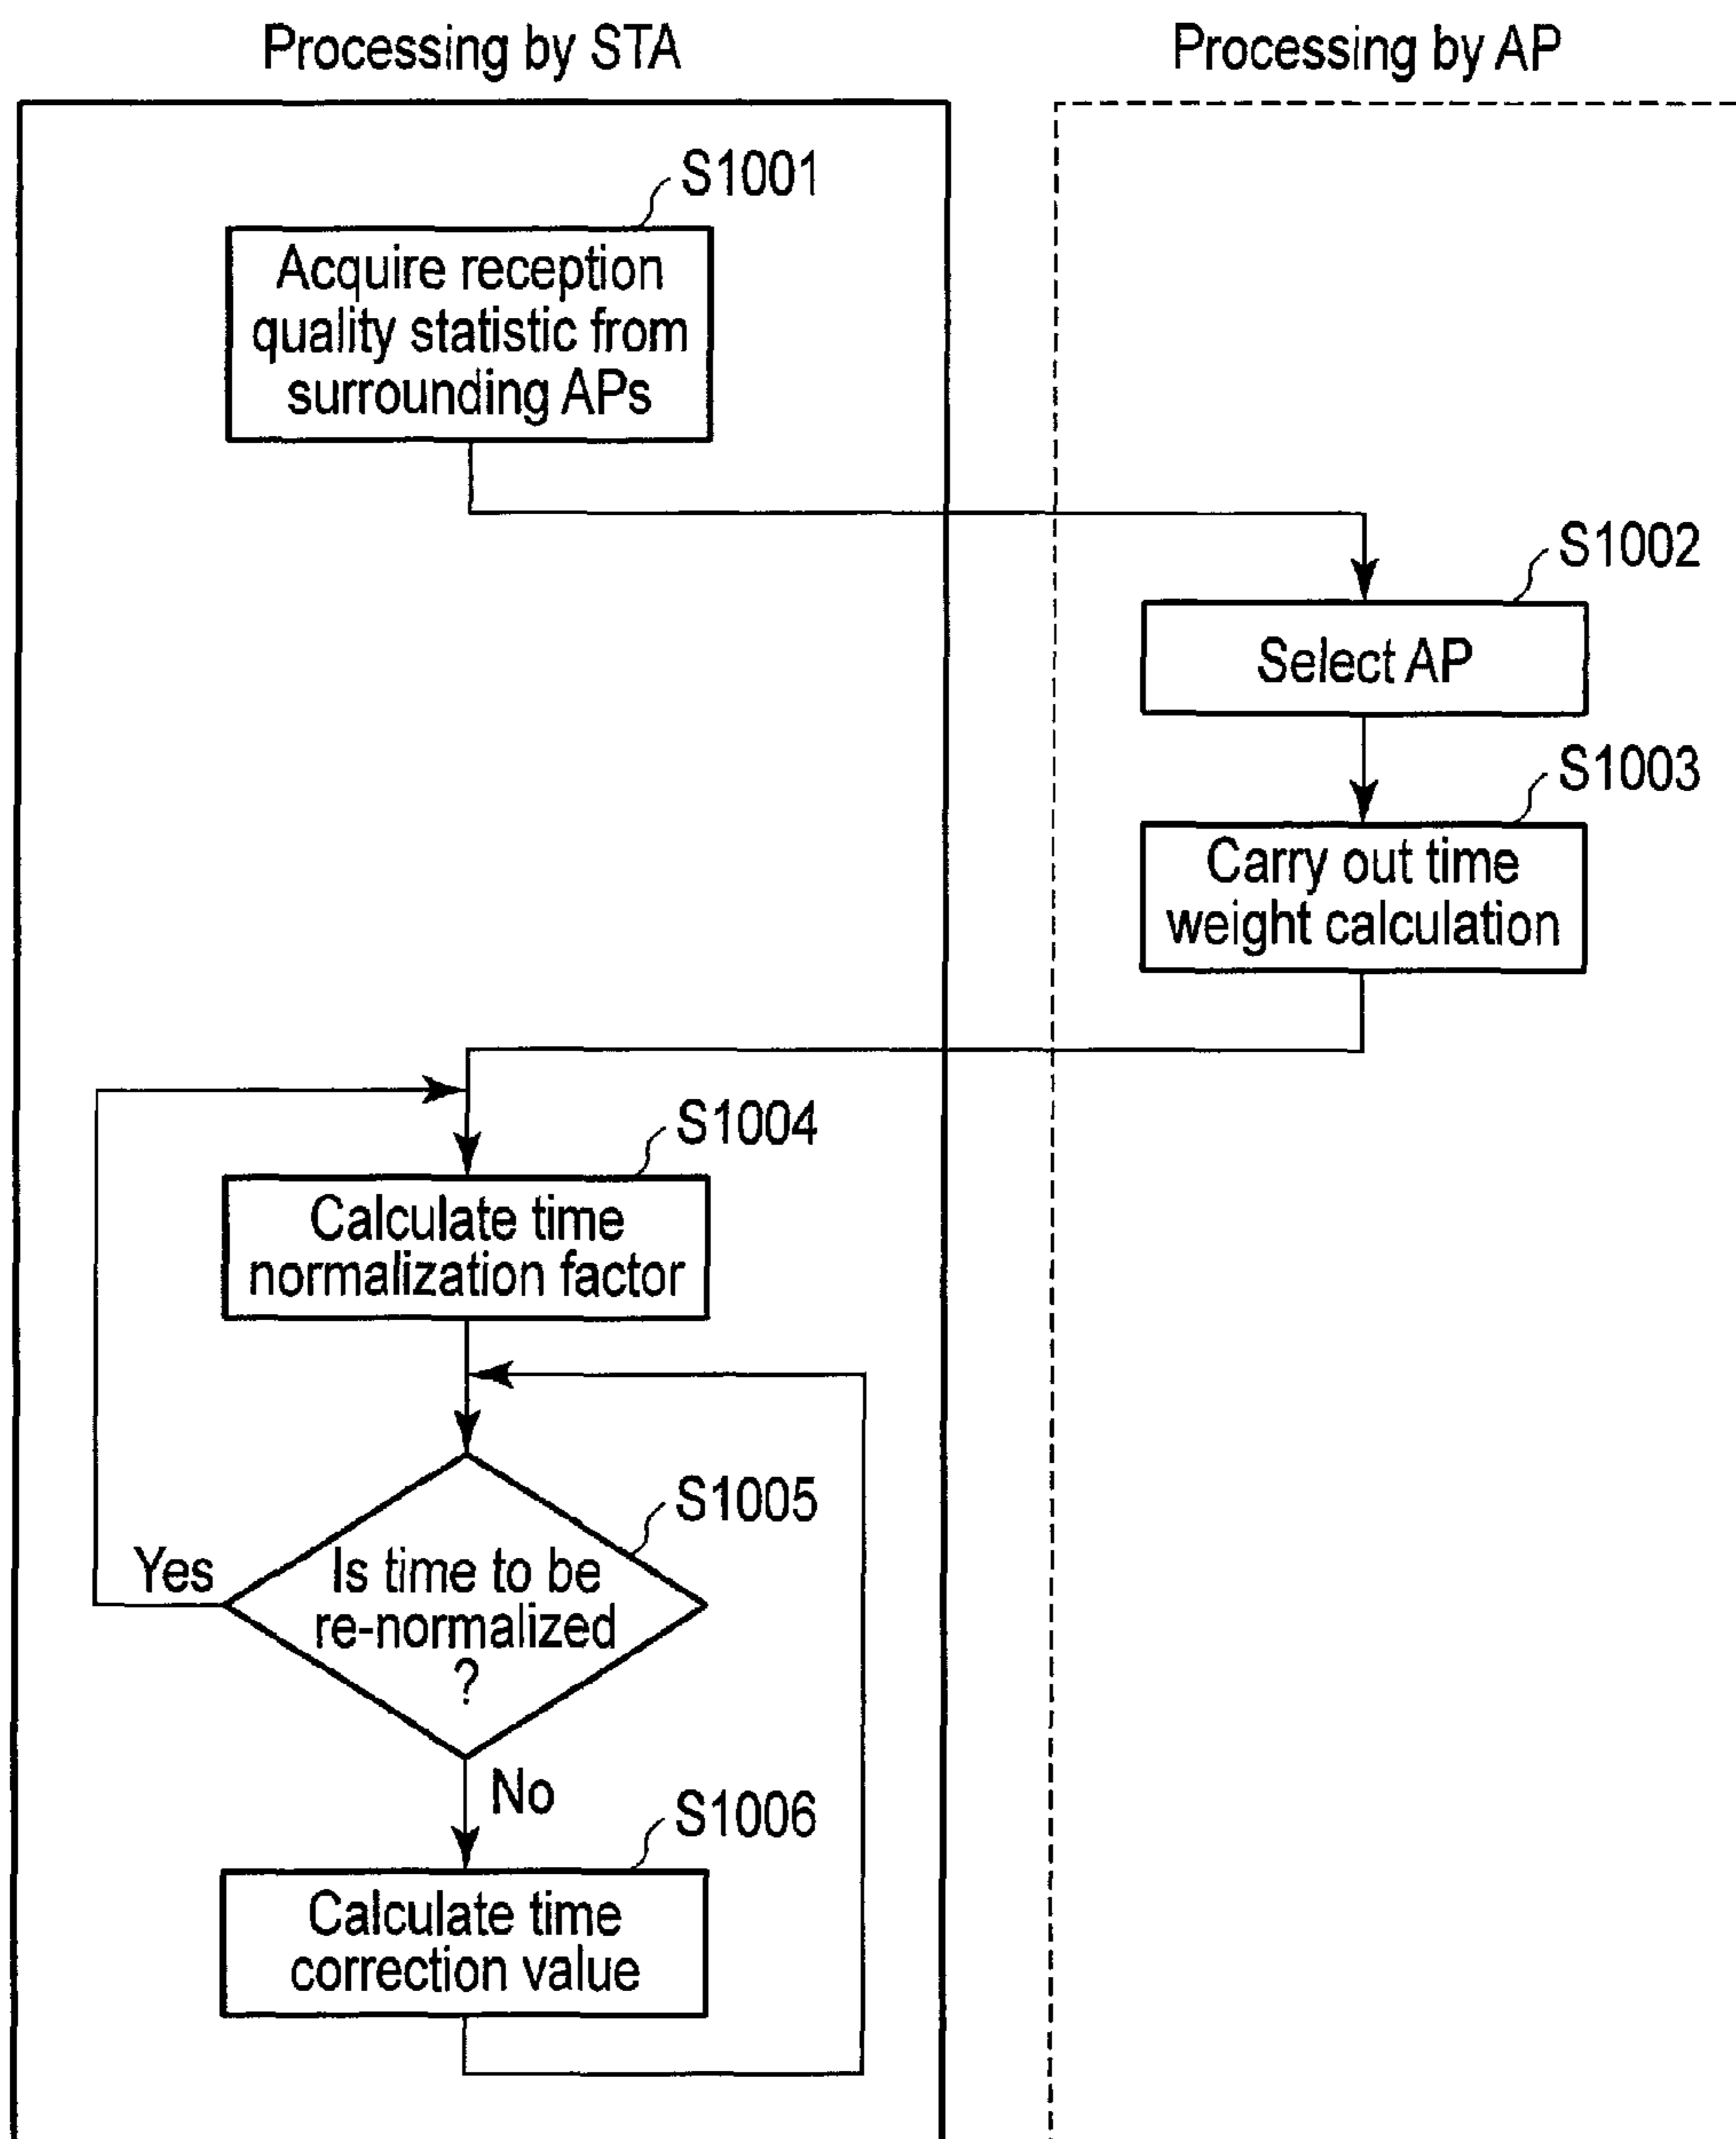 Processing by STA
Processing by AP
S1001
Acquire reception
quality statistic from
surrounding APs
S1002
Select AP
S1003
Carry out time
weight calculation
S1004
Calculate time
normalization factor
S1005
Is time to be
re-normalized
?
Yes
No
S1006
Calculate time
correction value